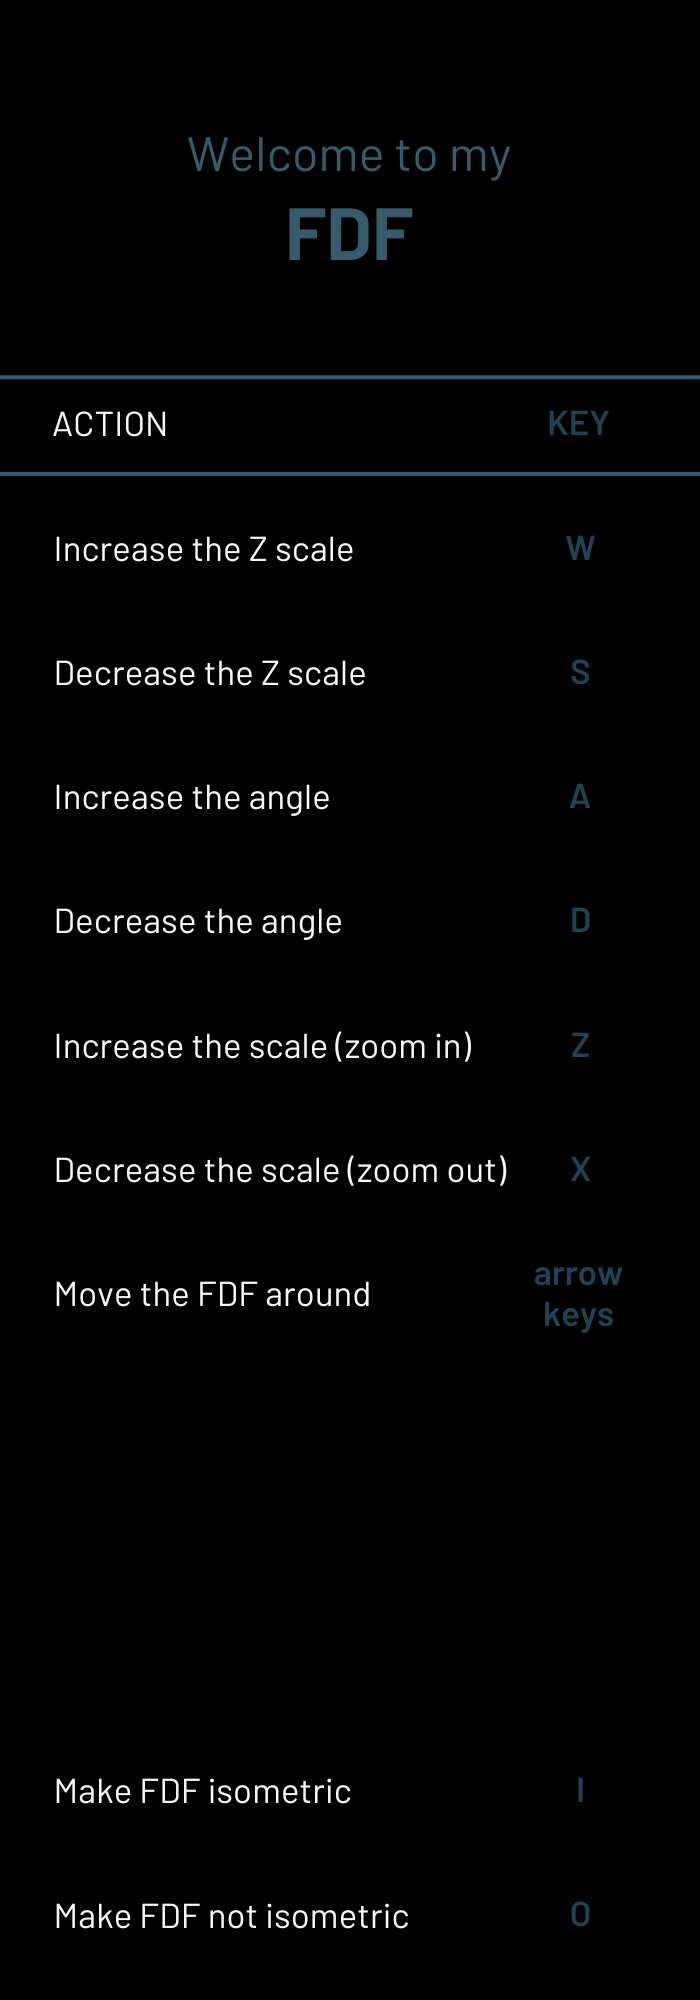 Welcome to my
FDF
ACTION KEY
Increase the Z scale W
Decrease the Z scale S
Increase the angle A
Decrease the angle D
Increase the scale (zoom in) Z
Decrease the scale (zoom out) X
Move the FDF around arrow
keys
Make FDF isometric I
Make FDF not isometric O